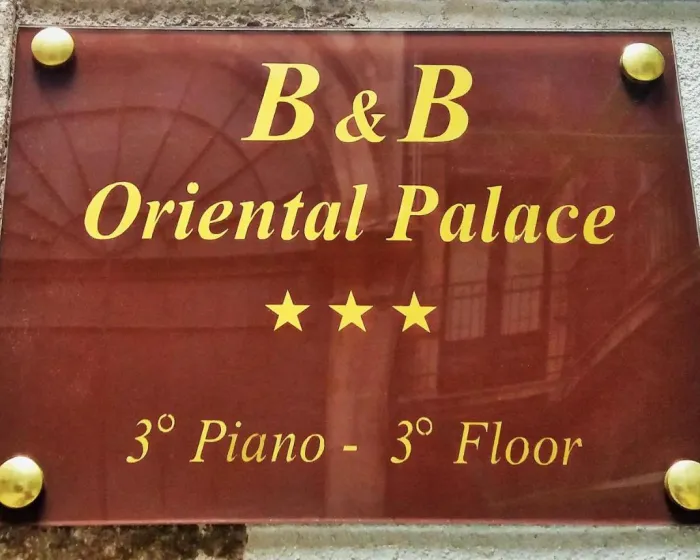 B & B
Oriental Palace
★★★
3° Piano - 3° Floor